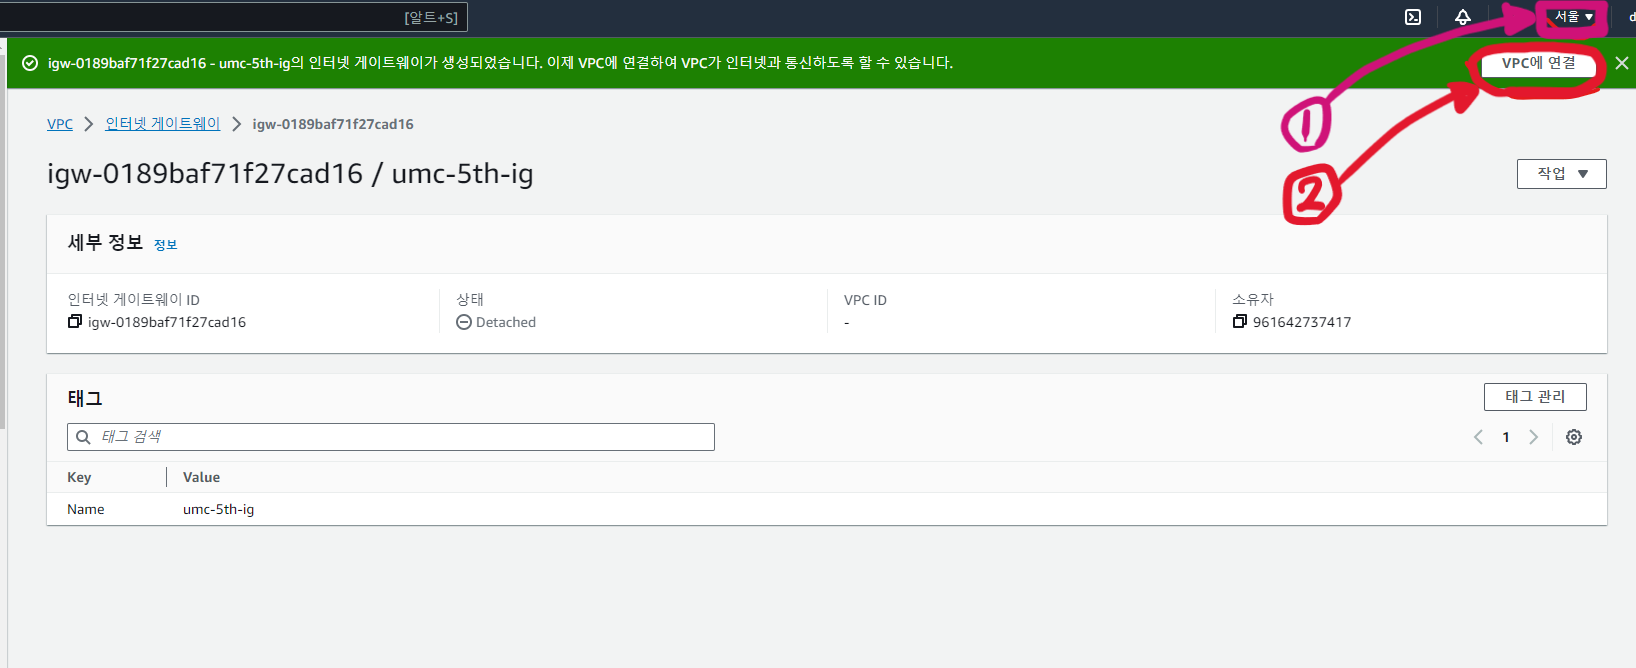 [알트+S]
서울 ▼
igw-0189baf71f27cad16 - umc-5th-ig의 인터넷 게이트웨이가 생성되었습니다. 이제 VPC에 연결하여 VPC가 인터넷과 통신하도록 할 수 있습니다.
VPC에 연결
1
VPC
인터넷 게이트웨이
igw-0189baf71f27cad16
igw-0189baf71f27cad16 / umc-5th-ig
작업 ▼
2
세부 정보 정보
인터넷 게이트웨이 ID
igw-0189baf71f27cad16
상태
Detached
VPC ID
-
소유자
961642737417
태그
태그 관리
태그 검색
1
Key Value
Name umc-5th-ig